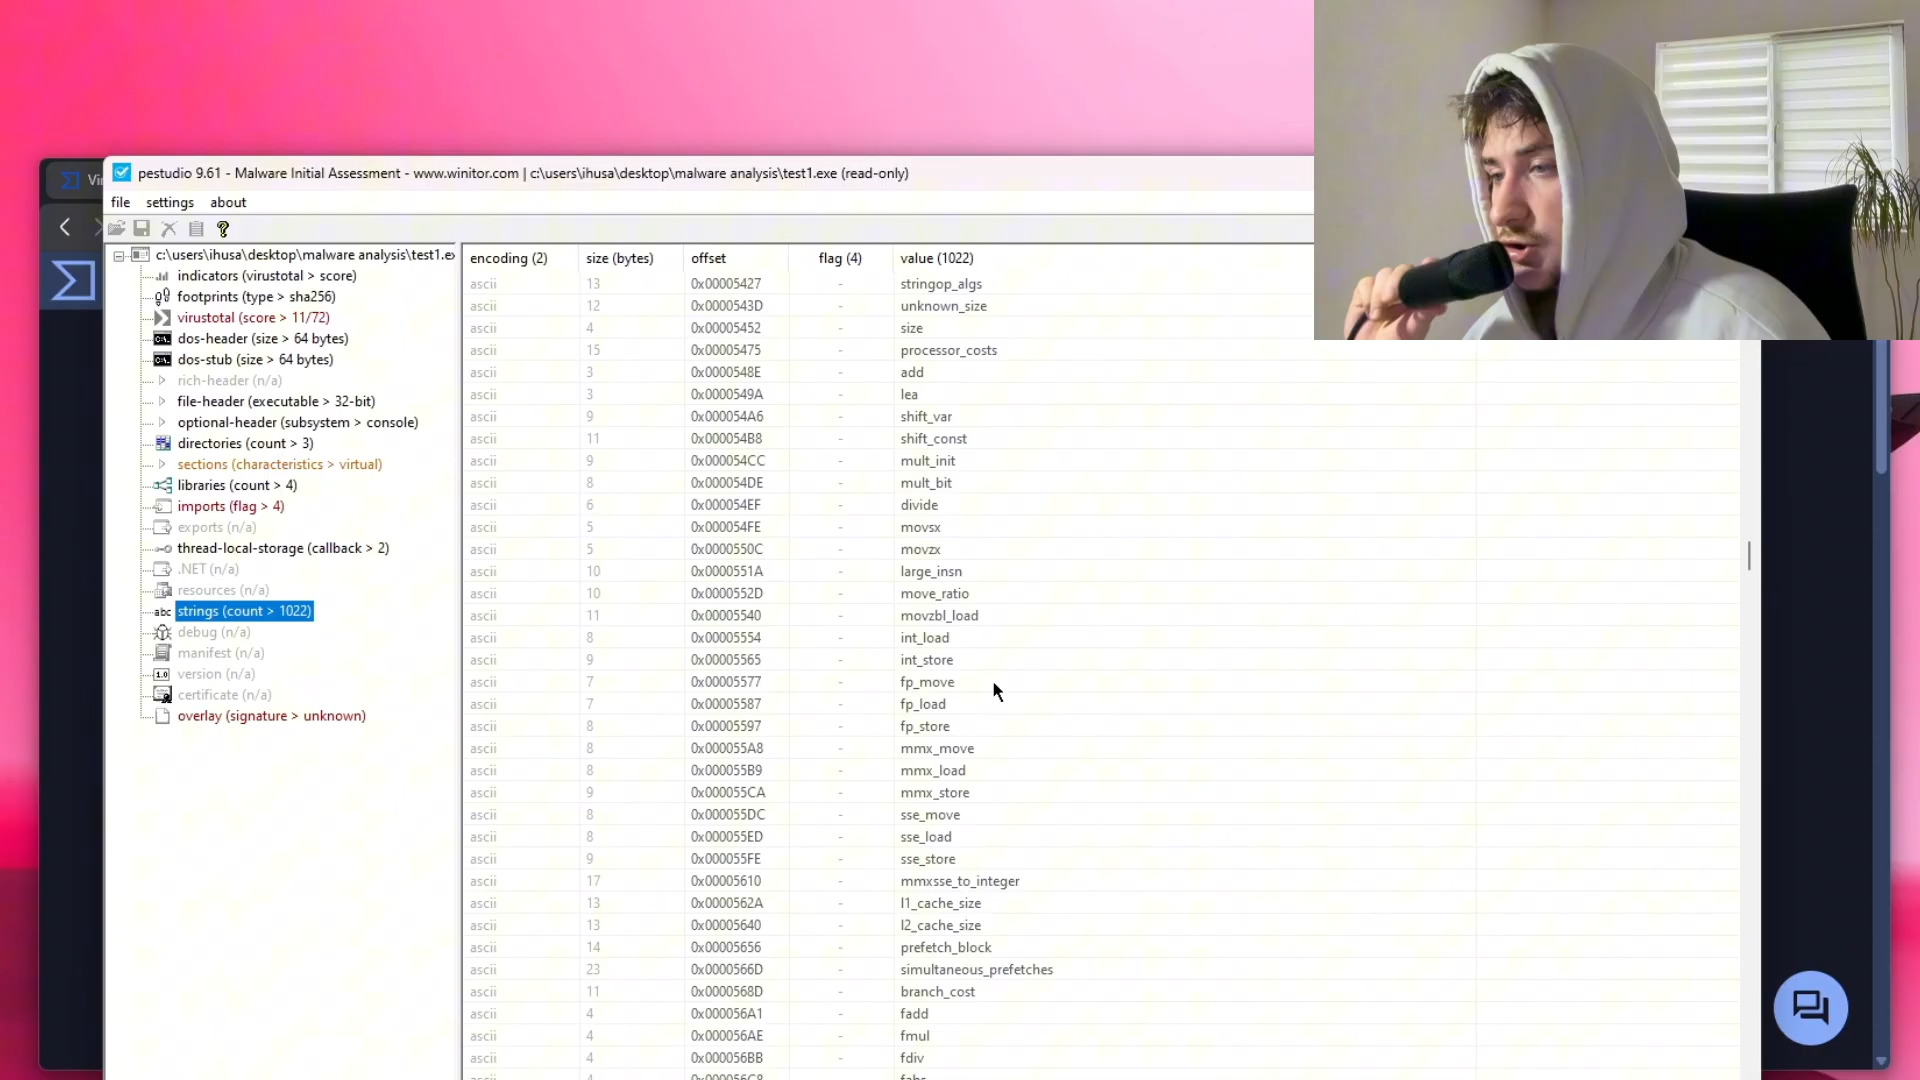 Vi
pestudio 9.61 - Malware Initial Assessment - www.winitor.com | c:\users\ihusa\desktop\malware analysis\test1.exe (read-only)
file settings about
c:\users\ihusa\desktop\malware analysis\test1.ex
indicators (virustotal > score)
footprints (type > sha256)
virustotal (score > 11/72)
dos-header (size > 64 bytes)
dos-stub (size > 64 bytes)
rich-header (n/a)
file-header (executable > 32-bit)
optional-header (subsystem > console)
directories (count > 3)
sections (characteristics > virtual)
libraries (count > 4)
imports (flag > 4)
exports (n/a)
thread-local-storage (callback > 2)
.NET (n/a)
resources (n/a)
abc strings (count > 1022)
debug (n/a)
manifest (n/a)
1.0 version (n/a)
certificate (n/a)
overlay (signature > unknown)
encoding (2) size (bytes) offset flag (4) value (1022)
ascii 13 0x00005427 - stringop_algs
ascii 12 0x0000543D - unknown_size
ascii 4 0x00005452 - size
ascii 15 0x00005475 - processor_costs
ascii 3 0x0000548E - add
ascii 3 0x0000549A - lea
ascii 9 0x000054A6 - shift_var
ascii 11 0x000054B8 - shift_const
ascii 9 0x000054CC - mult_init
ascii 8 0x000054DE - mult_bit
ascii 6 0x000054EF - divide
ascii 5 0x000054FE - movsx
ascii 5 0x0000550C - movzx
ascii 10 0x0000551A - large_insn
ascii 10 0x0000552D - move_ratio
ascii 11 0x00005540 - movzbl_load
ascii 8 0x00005554 - int_load
ascii 9 0x00005565 - int_store
ascii 7 0x00005577 - fp_move
ascii 7 0x00005587 - fp_load
ascii 8 0x00005597 - fp_store
ascii 8 0x000055A8 - mmx_move
ascii 8 0x000055B9 - mmx_load
ascii 9 0x000055CA - mmx_store
ascii 8 0x000055DC - sse_move
ascii 8 0x000055ED - sse_load
ascii 9 0x000055FE - sse_store
ascii 17 0x00005610 - mmxsse_to_integer
ascii 13 0x0000562A - l1_cache_size
ascii 13 0x00005640 - l2_cache_size
ascii 14 0x00005656 - prefetch_block
ascii 23 0x0000566D - simultaneous_prefetches
ascii 11 0x0000568D - branch_cost
ascii 4 0x000056A1 - fadd
ascii 4 0x000056AE - fmul
ascii 4 0x000056BB - fdiv
ascii 4 0x000056C8 - fabs